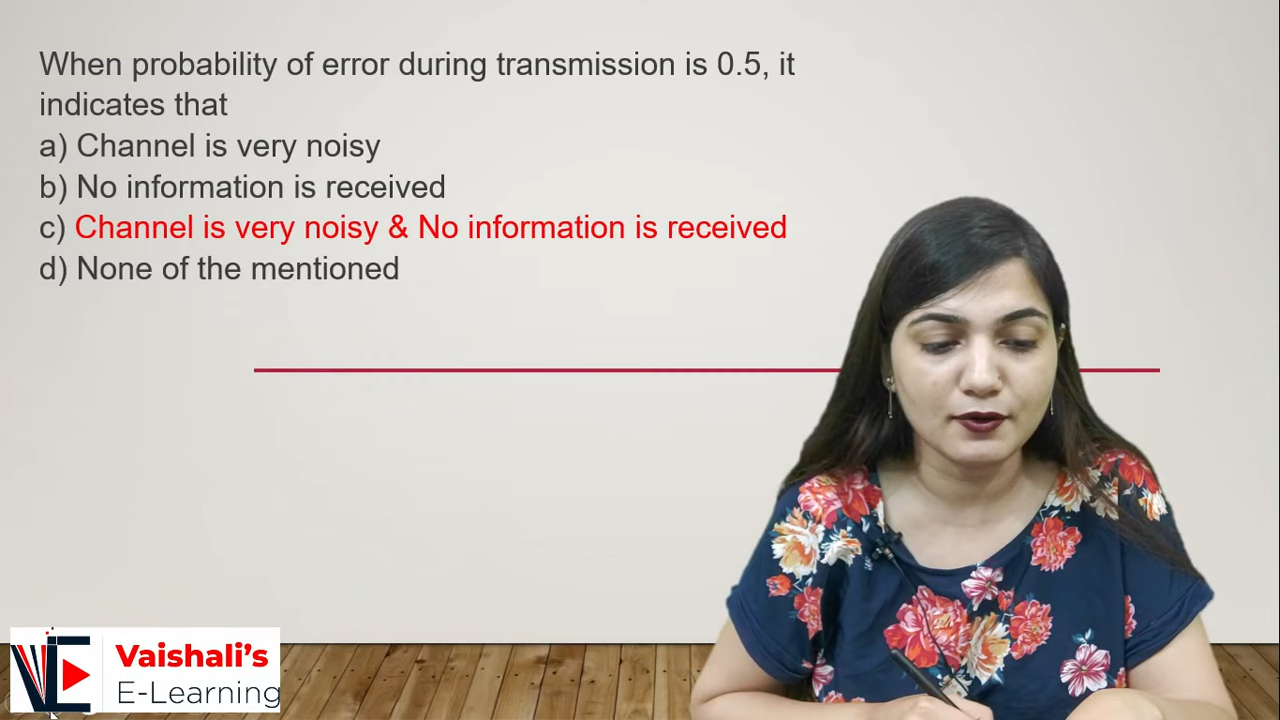 When probability of error during transmission is 0.5, it
indicates that
a) Channel is very noisy
b) No information is received
c) Channel is very noisy & No information is received
d) None of the mentioned
Vaishali's
E-Learning